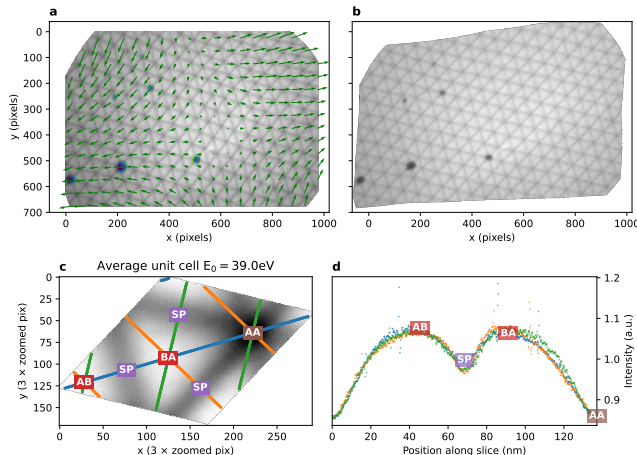 a
b
0
100
200
300
400
500
600
700
y (pixels)
0
200
400
600
800
1000
x (pixels)
0
200
400
600
800
1000
x (pixels)
c
Average unit cell E₀ = 39.0eV
d
0
25
50
75
100
125
150
y (3 × zoomed pix)
SP
AA
BA
SP
AB
SP
0
50
100
150
200
250
x (3 × zoomed pix)
AB
BA
SP
AA
1.2
1.1
1.0
0.9
Intensity (a.u.)
0
20
40
60
80
100
120
Position along slice (nm)